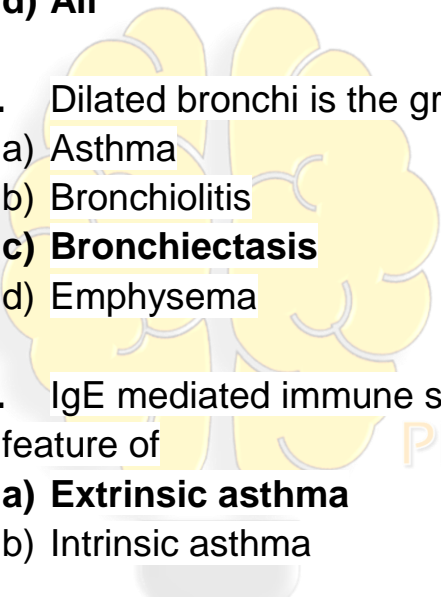 d) All
. Dilated bronchi is the gr
a) Asthma
b) Bronchiolitis
c) Bronchiectasis
d) Emphysema
. IgE mediated immune s
feature of
a) Extrinsic asthma
b) Intrinsic asthma